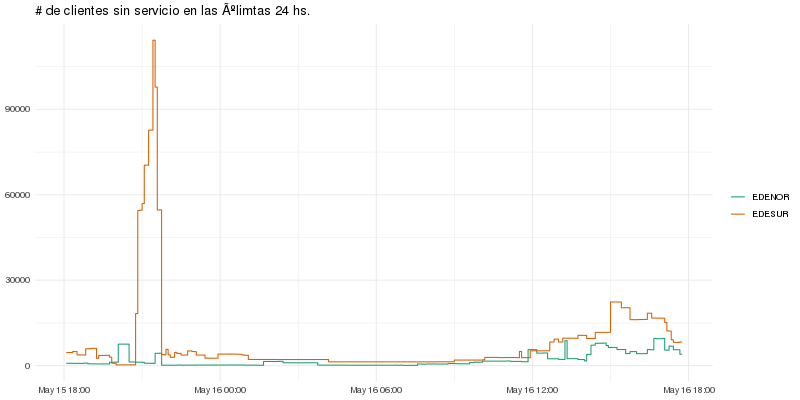 # de clientes sin servicio en las Ãºlimtas 24 hs.
90000
60000
30000
0
May 15 18:00
May 16 00:00
May 16 06:00
May 16 12:00
May 16 18:00
EDENOR
EDESUR